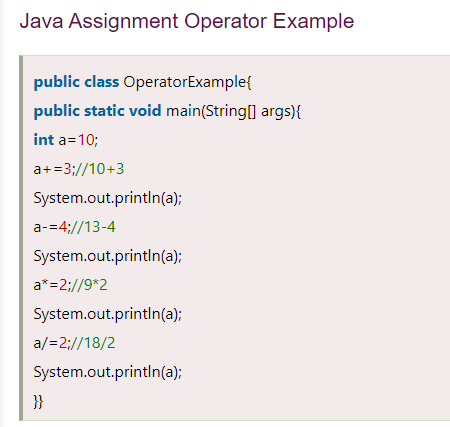 Java Assignment Operator Example
public class OperatorExample{
public static void main(String[] args){
int a=10;
a+=3;//10+3
System.out.println(a);
a-=4;//13-4
System.out.println(a);
a*=2;//9*2
System.out.println(a);
a/=2;//18/2
System.out.println(a);
}}